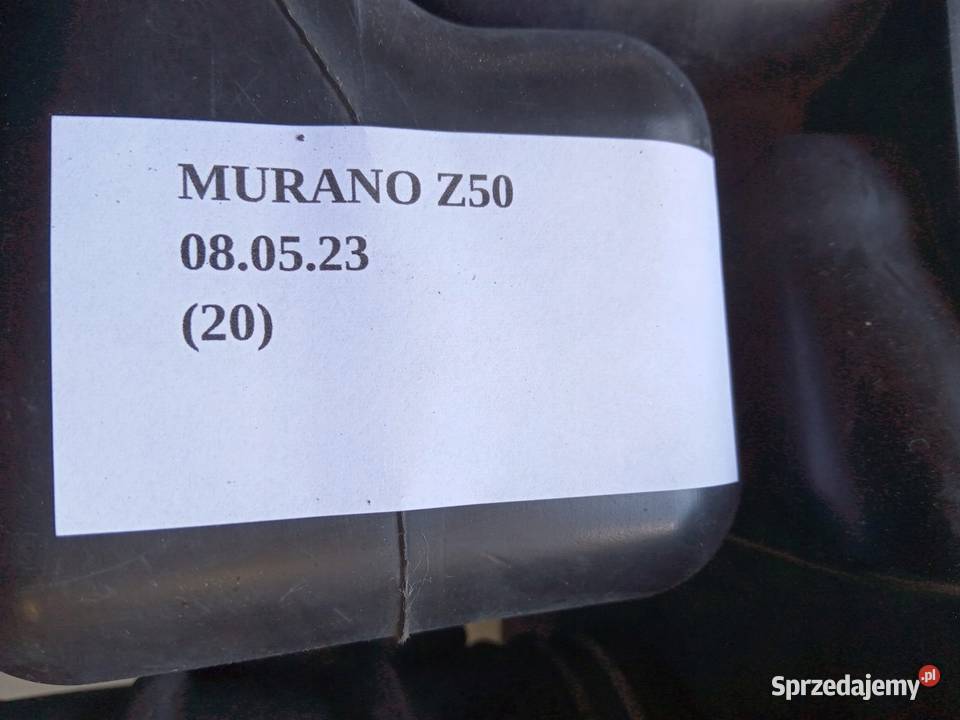 MURANO Z50
08.05.23
(20)
Sprzedajemy.pl